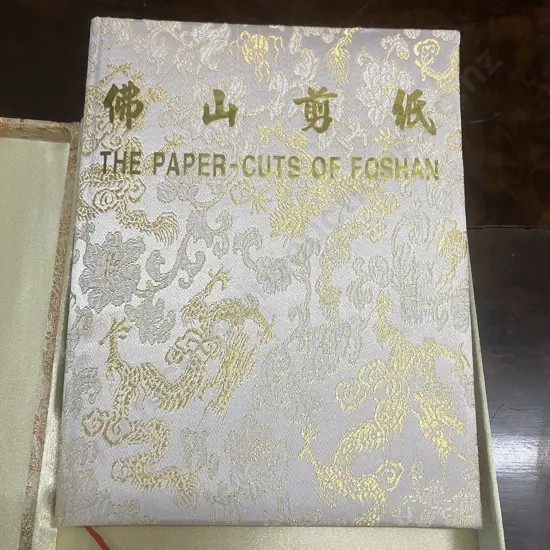 佛山剪纸
THE PAPER-CUTS OF FOSHAN